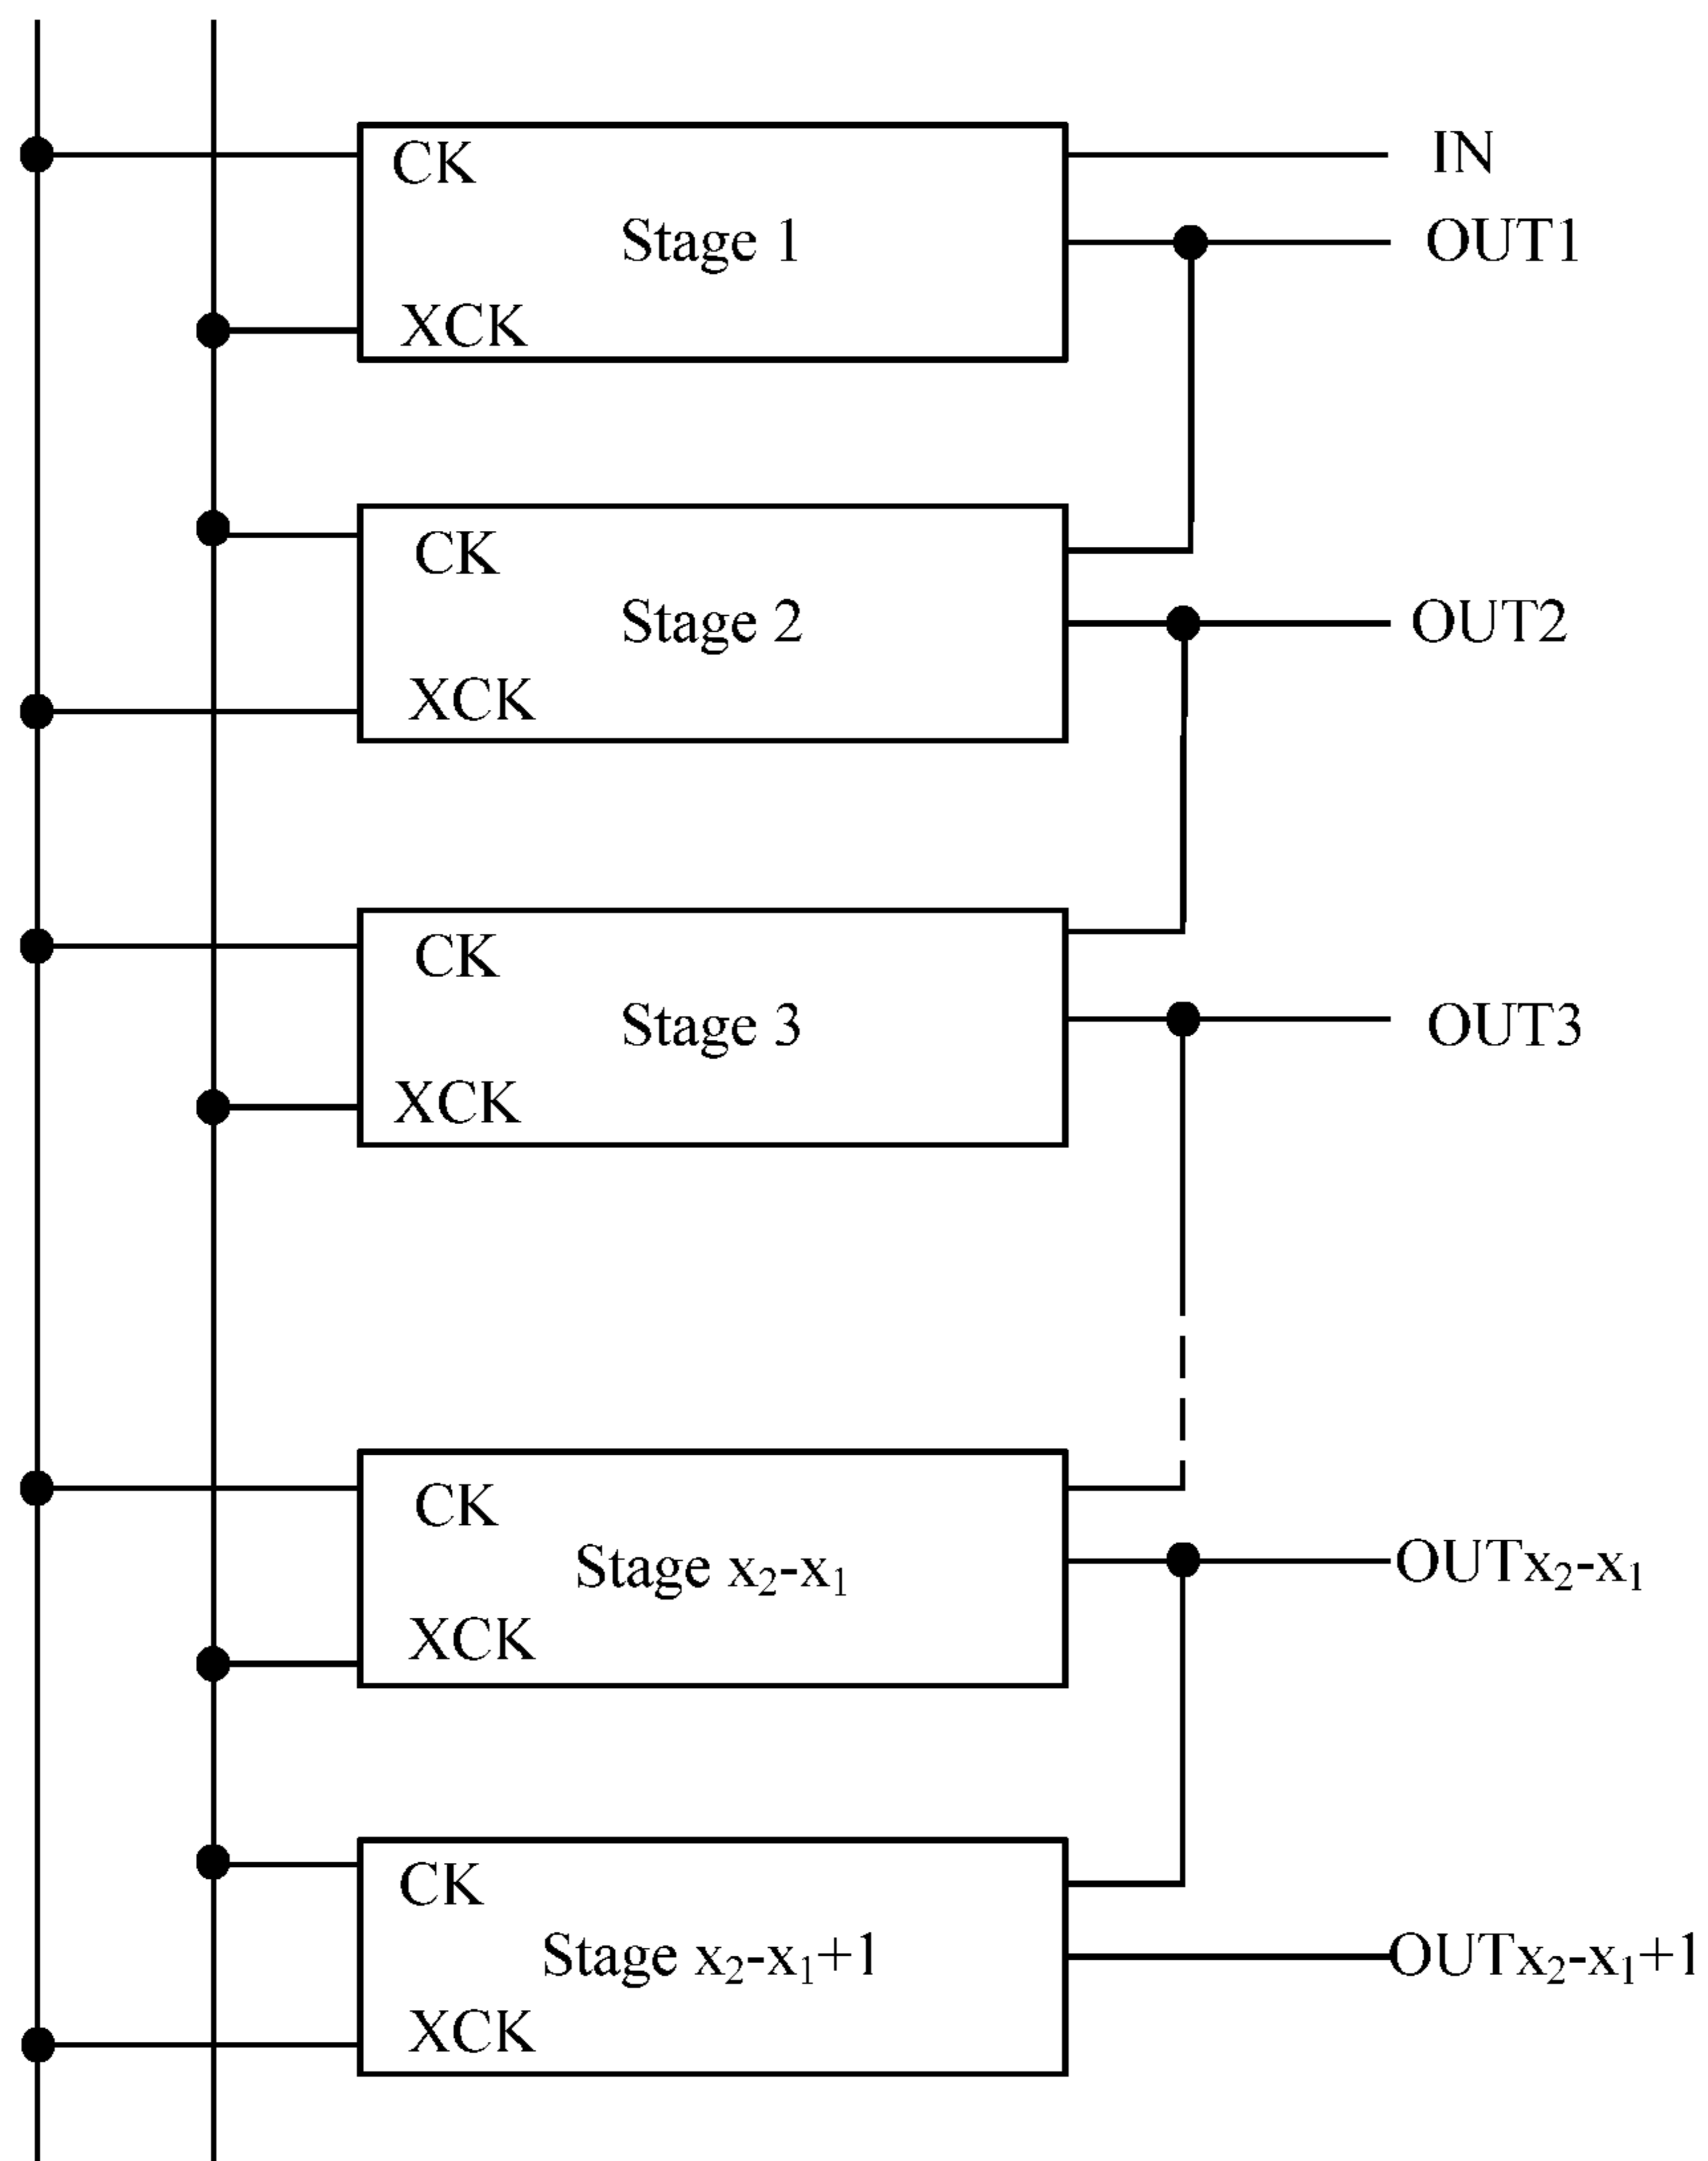 IN
CK
Stage 1
OUT1
XCK
CK
Stage 2
OUT2
XCK
CK
Stage 3
OUT3
XCK
CK
Stage x₂-x₁
OUTx₂-x₁
XCK
CK
Stage x₂-x₁+1
OUTx₂-x₁+1
XCK